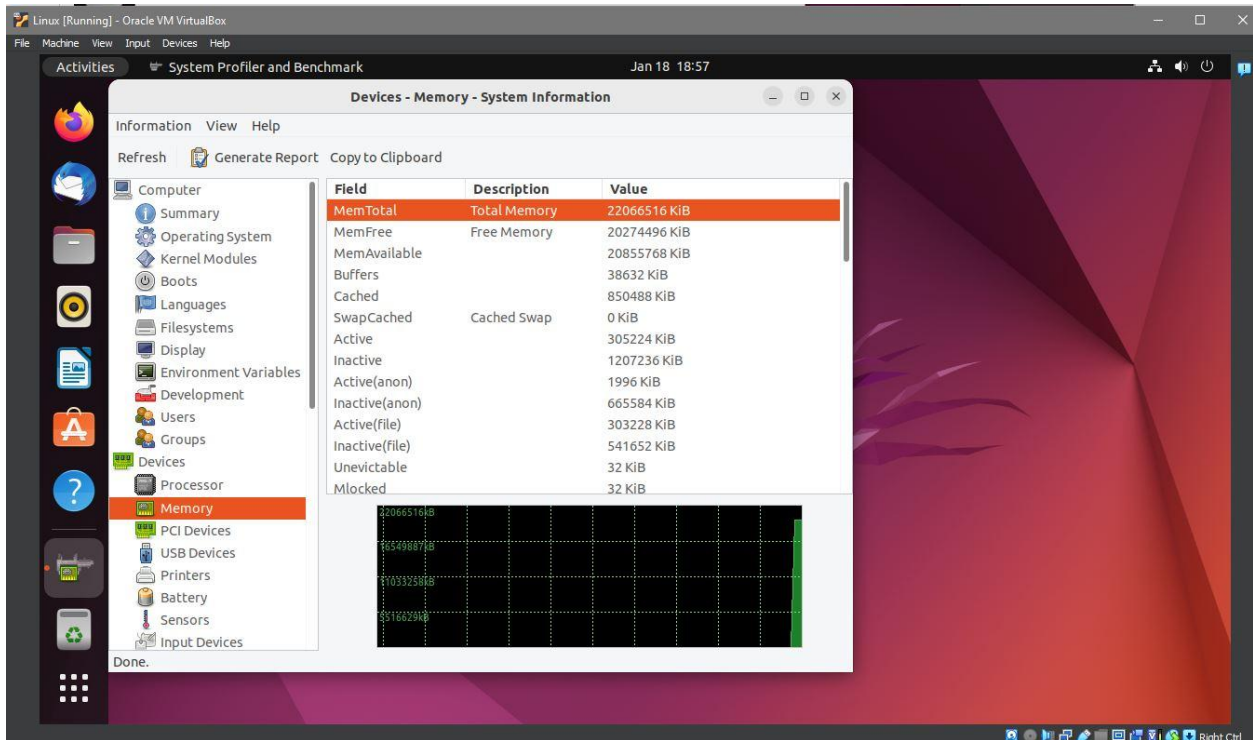 Linux [Running] - Oracle VM VirtualBox
File Machine View Input Devices Help
Activities System Profiler and Benchmark Jan 18 18:57
Devices - Memory - System Information
Information View Help
Refresh Generate Report Copy to Clipboard
Computer
Summary
Operating System
Kernel Modules
Boots
Languages
Filesystems
Display
Environment Variables
Development
Users
Groups
Devices
Processor
Memory
PCI Devices
USB Devices
Printers
Battery
Sensors
Input Devices
Field Description Value
MemTotal Total Memory 22066516 KiB
MemFree Free Memory 20274496 KiB
MemAvailable 20855768 KiB
Buffers 38632 KiB
Cached 850488 KiB
SwapCached Cached Swap 0 KiB
Active 305224 KiB
Inactive 1207236 KiB
Active(anon) 1996 KiB
Inactive(anon) 665584 KiB
Active(file) 303228 KiB
Inactive(file) 541652 KiB
Unevictable 32 KiB
Mlocked 32 KiB
22066516kB
16549887kB
11033258kB
5516629kB
Done.
Right Ctrl